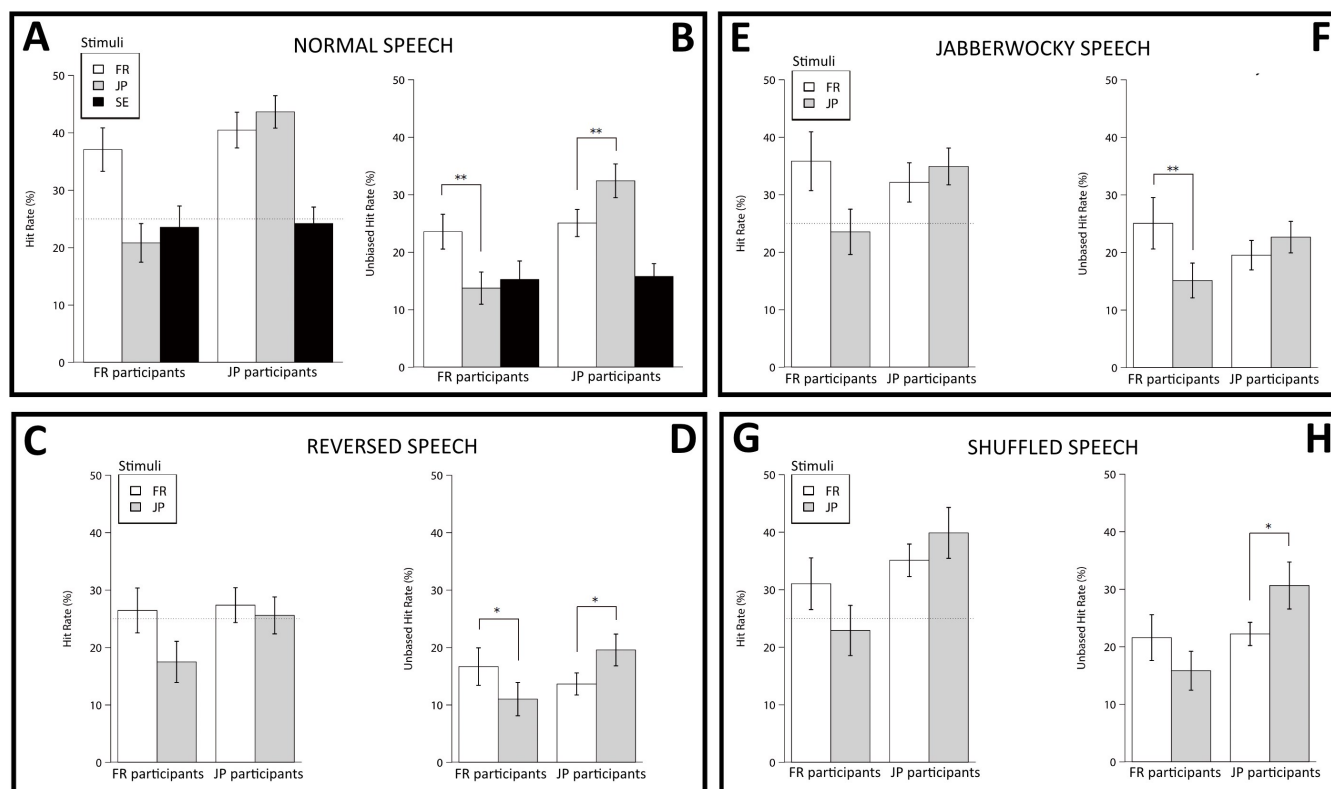 A
NORMAL SPEECH
B
Stimuli
FR
JP
SE
Hit Rate (%)
50
40
30
20
10
0
FR participants
JP participants
Unbiased Hit Rate (%)
50
40
30
20
10
0
**
**
FR participants
JP participants
E
JABBERWOCKY SPEECH
F
Stimuli
FR
JP
Hit Rate (%)
50
40
30
20
10
0
FR participants
JP participants
Unbiased Hit Rate (%)
50
40
30
20
10
0
**
FR participants
JP participants
C
REVERSED SPEECH
D
Stimuli
FR
JP
Hit Rate (%)
50
40
30
20
10
0
FR participants
JP participants
Unbased Hit Rate (%)
50
40
30
20
10
0
*
*
FR participants
JP participants
G
SHUFFLED SPEECH
H
Stimuli
FR
JP
Hit Rate (%)
50
40
30
20
10
0
FR participants
JP participants
Unbased Hit Rate (%)
50
40
30
20
10
0
*
FR participants
JP participants